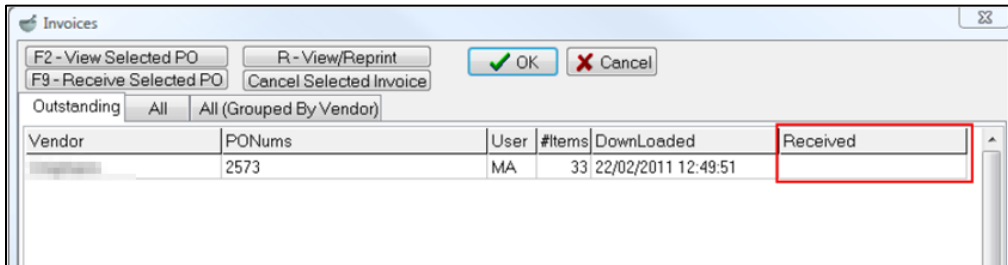 Invoices
F2 - View Selected PO R - View/Reprint OK Cancel
F9 - Receive Selected PO Cancel Selected Invoice
Outstanding All All (Grouped By Vendor)
Vendor PONums User #Items DownLoaded Received
2573 MA 33 22/02/2011 12:49:51